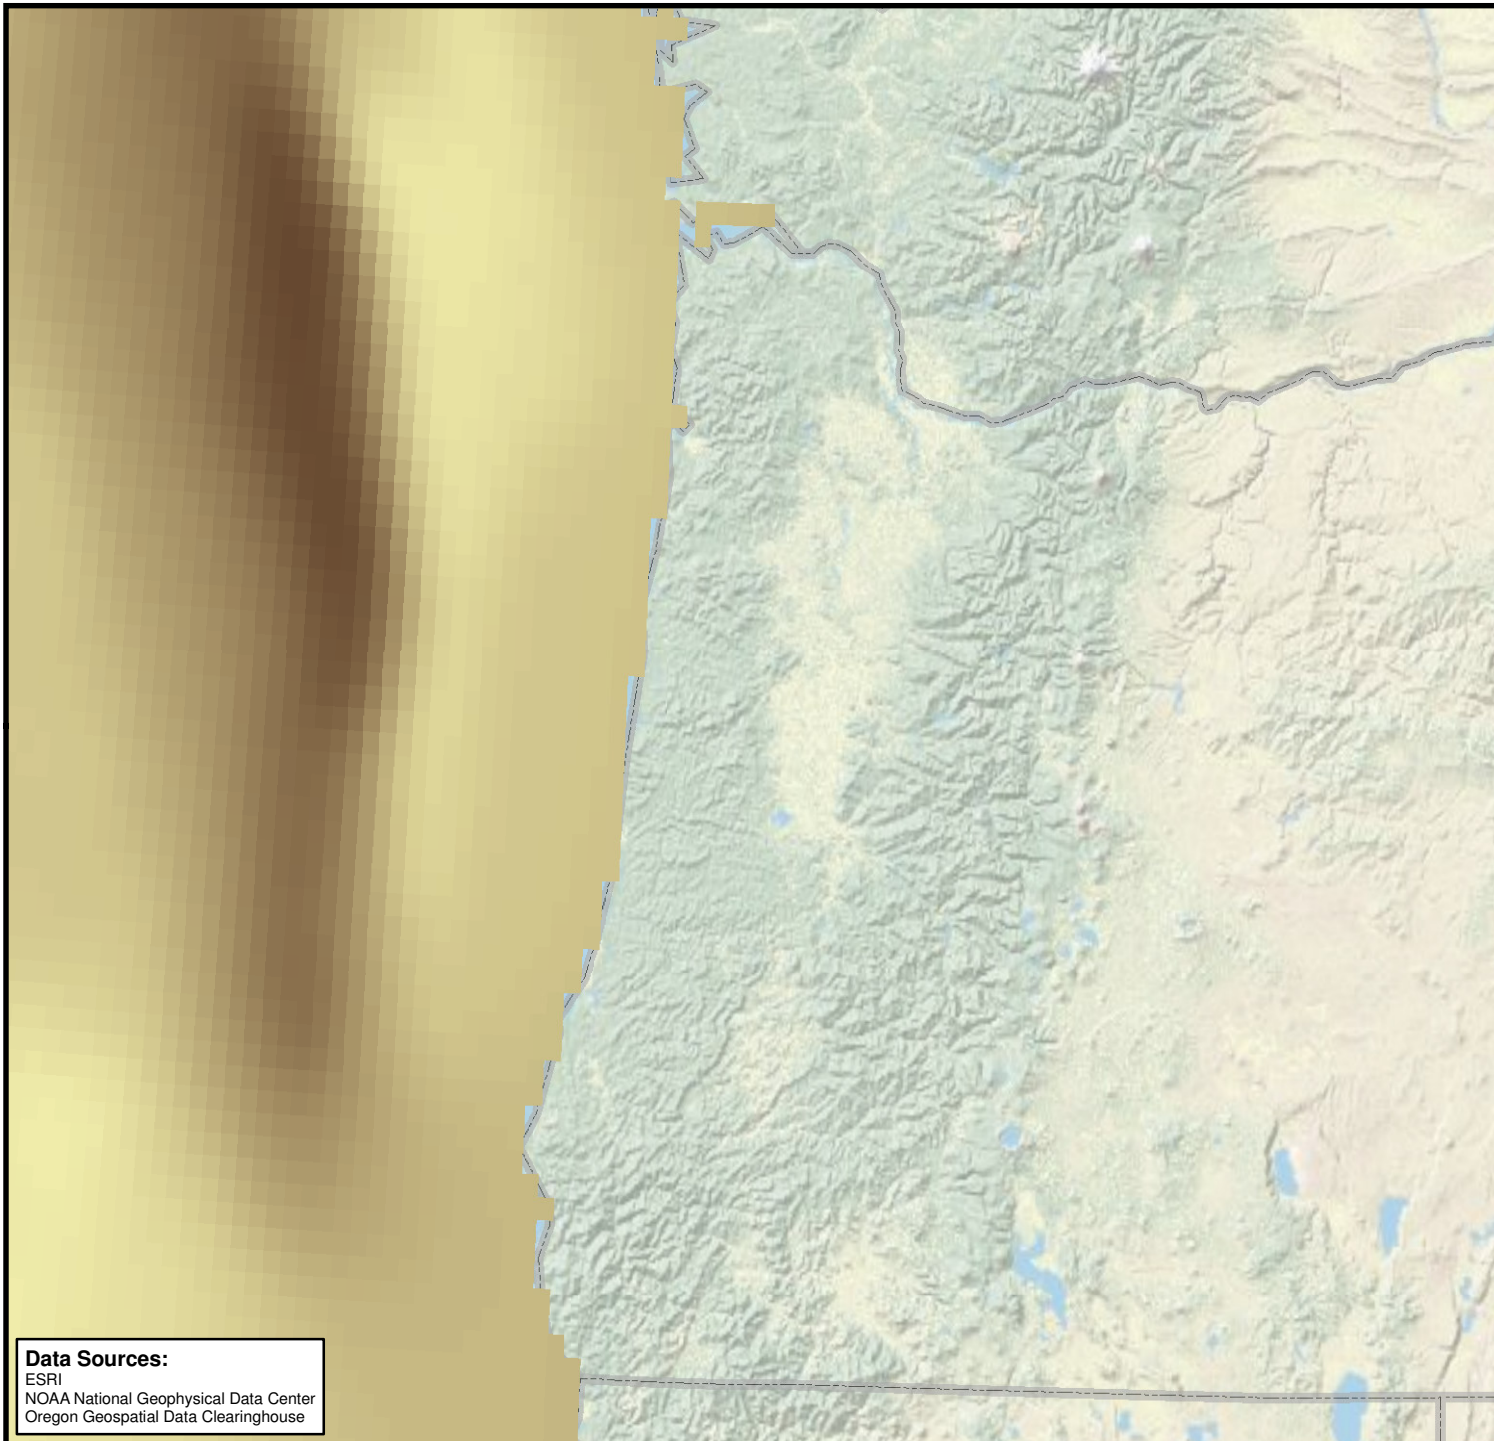 Data Sources:
ESRI
NOAA National Geophysical Data Center
Oregon Geospatial Data Clearinghouse